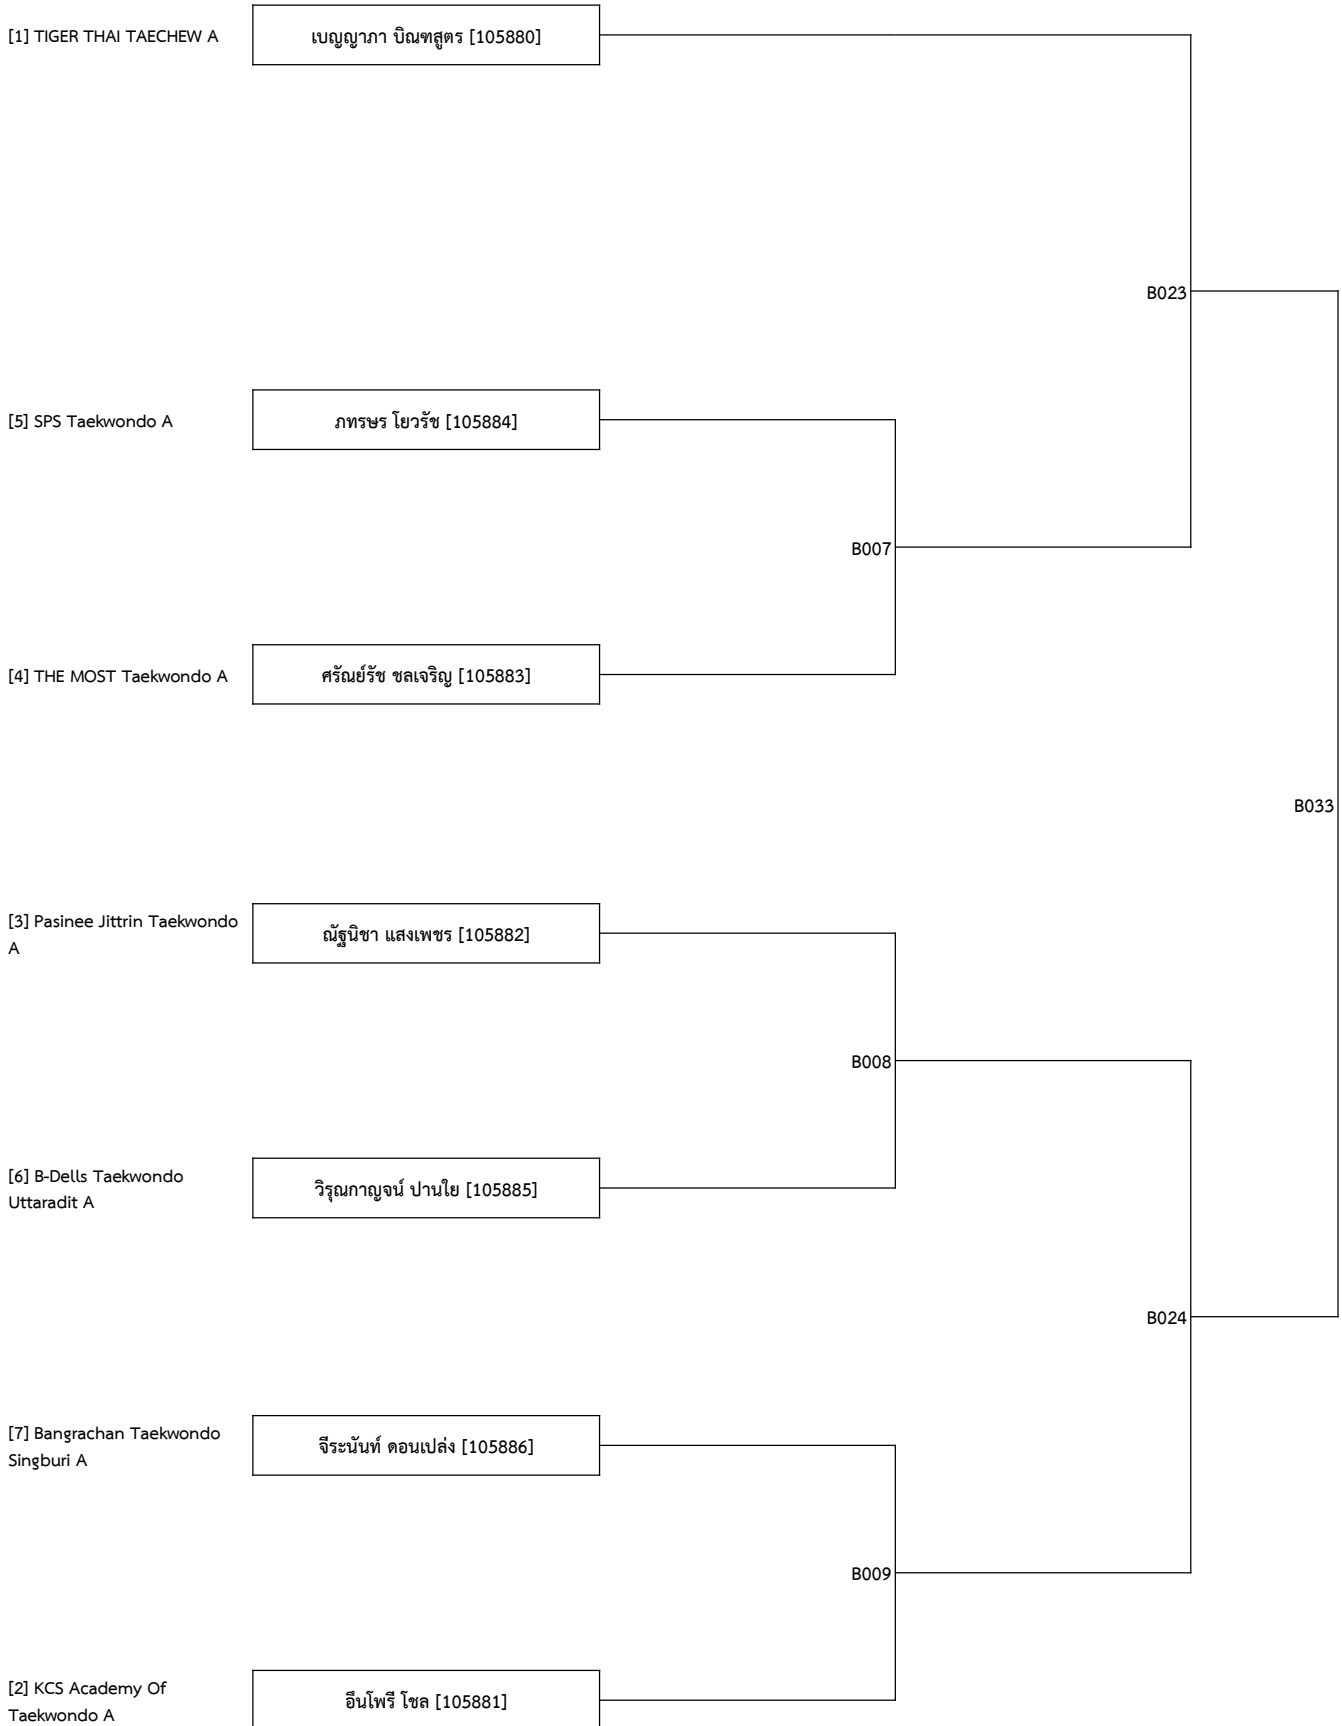 [1] TIGER THAI TAECHEW A
เบญญาภา บิณฑสูตร [105880]
B023
[5] SPS Taekwondo A
ภทรษร โยวรัช [105884]
B007
[4] THE MOST Taekwondo A
ศรัณย์รัช ชลเจริญ [105883]
B033
[3] Pasinee Jittrin Taekwondo
A
ณัฐนิชา แสงเพชร [105882]
B008
[6] B-Dells Taekwondo
Uttaradit A
วิรุณกาญจน์ ปานใย [105885]
B024
[7] Bangrachan Taekwondo
Singburi A
จีระนันท์ ดอนเปล่ง [105886]
B009
[2] KCS Academy Of
Taekwondo A
อึนโพรี โชล [105881]